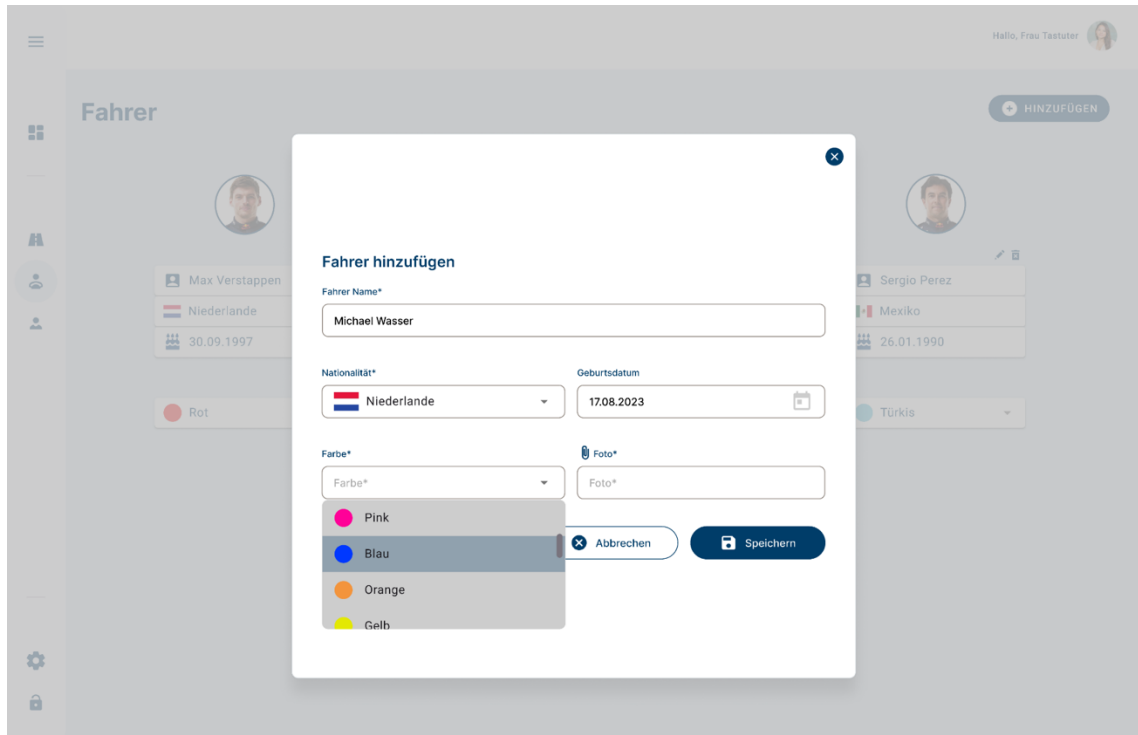 Hallo, Frau Tastutor
Fahrer
HINZUFÜGEN
Max Verstappen
Niederlande
30.09.1997
Rot
Sergio Perez
Mexiko
26.01.1990
Türkis
Fahrer hinzufügen
Fahrer Name*
Michael Wasser
Nationalität*
Geburtsdatum
Niederlande
17.08.2023
Farbe*
Foto*
Farbe*
Foto*
Pink
Blau
Orange
Gelb
Abbrechen
Speichern